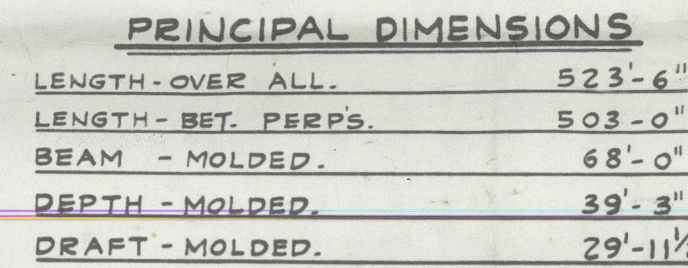 PRINCIPAL DIMENSIONS
LENGTH-OVER ALL. 523'-6"
LENGTH-BET. PERP'S. 503-0"
BEAM - MOLDED. 68'-0"
DEPTH - MOLDED. 39'-3"
DRAFT - MOLDED. 29'-11